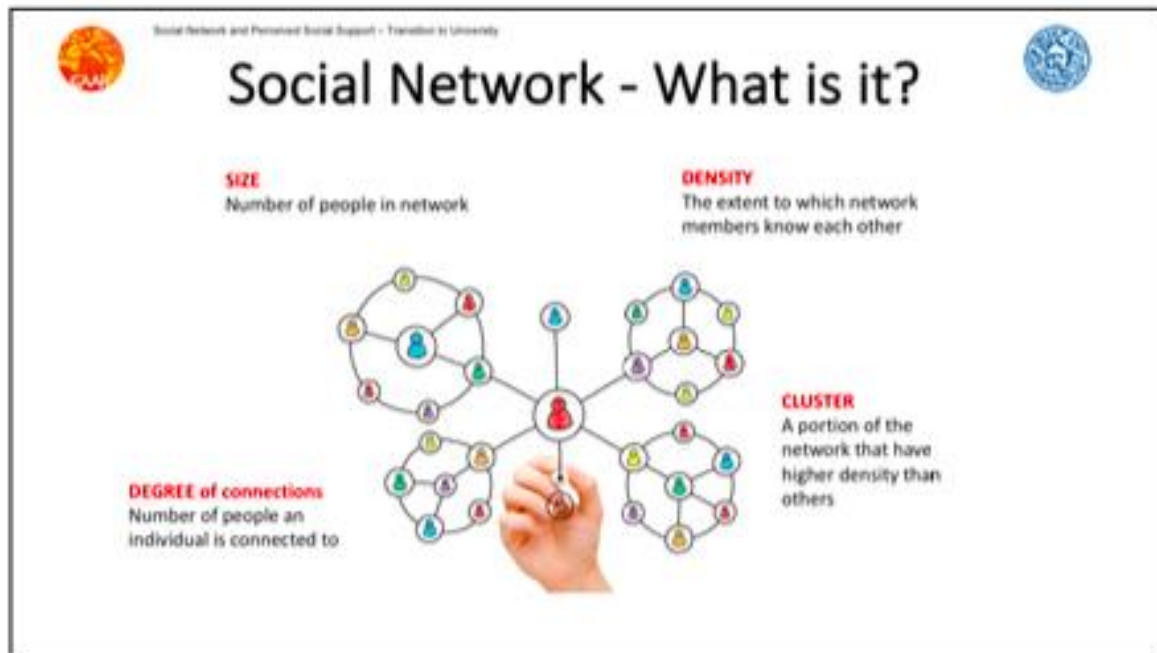 Social Network and Perceived Social Support – Transition to University
Social Network - What is it?
SIZE
Number of people in network
DENSITY
The extent to which network
members know each other
CLUSTER
A portion of the
network that have
higher density than
others
DEGREE of connections
Number of people an
individual is connected to